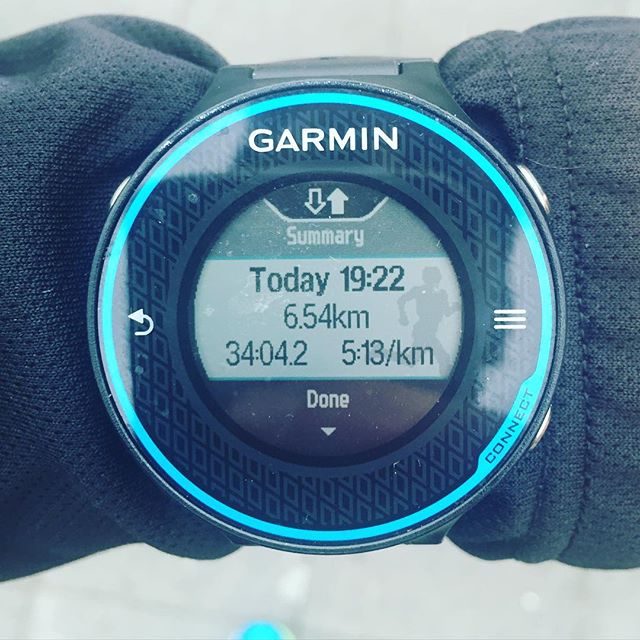 GARMIN
Summary
Today 19:22
6.54km
34:04.2 5:13/km
Done
CONNECT